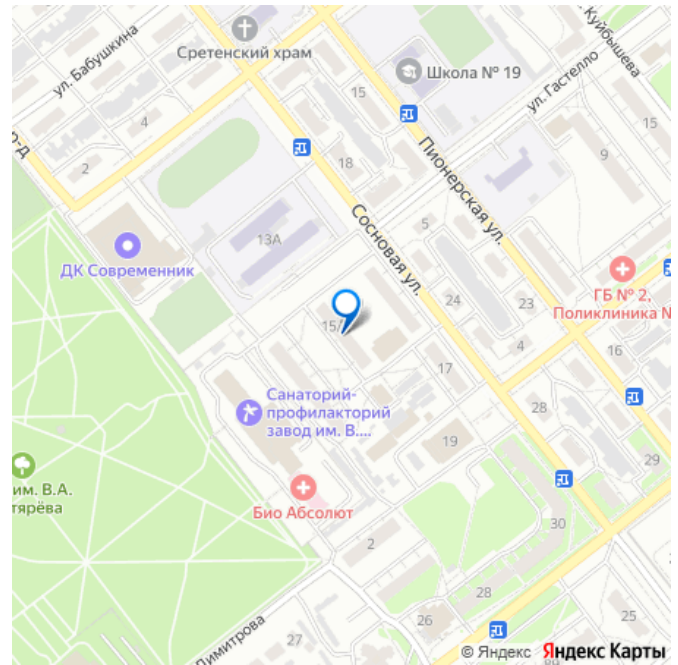 Сретенский храм
ул. Бабушкина
Школа № 19
ул. Куйбышева
ул. Гастелло
15
15
4
2
18
9
Пионерская ул.
Сосновая ул.
13А
5
ДК Современник
ГБ № 2,
Поликлиника №
24
23
15/
4
16
17
Санаторий-
профилакторий
завод им. В....
28
19
29
им. В.А.
тярёва
Био Абсолют
30
2
28
26
25
27
Димитрова
© Яндекс Яндекс Карты